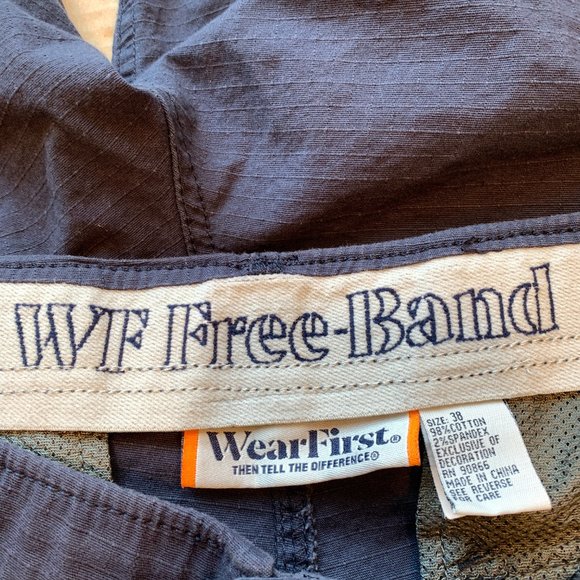 WF Free-Band
WearFirst®
THEN TELL THE DIFFERENCE®
SIZE: 38
98%COTTON
2%SPANDEX
EXCLUSIVE OF
DECORATION
RN 90866
MADE IN CHINA
SEE REVERSE
FOR CARE